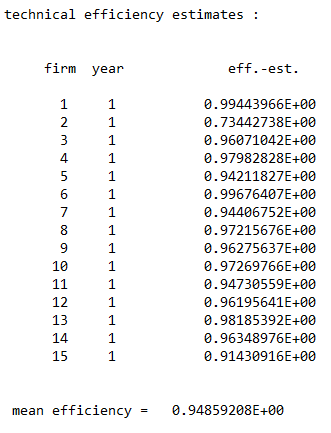 technical efficiency estimates :
firm year eff.-est.
1 1 0.99443966E+00
2 1 0.73442738E+00
3 1 0.96071042E+00
4 1 0.97982828E+00
5 1 0.94211827E+00
6 1 0.99676407E+00
7 1 0.94406752E+00
8 1 0.97215676E+00
9 1 0.96275637E+00
10 1 0.97269766E+00
11 1 0.94730559E+00
12 1 0.96195641E+00
13 1 0.98185392E+00
14 1 0.96348976E+00
15 1 0.91430916E+00
mean efficiency = 0.94859208E+00